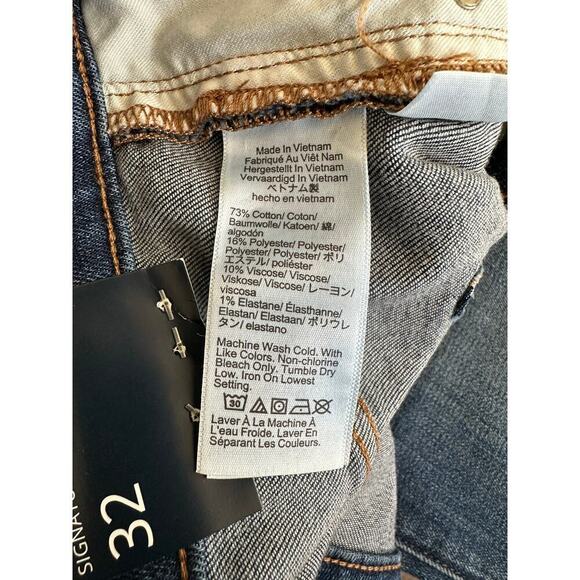 Made In Vietnam
Fabriqué Au Viêt Nam
Hergestellt In Vietnam
Vervaardigd In Vietnam
ベトナム製
hecho en vietnam
73% Cotton/ Coton/
Baumwolle/ Katoen/ 綿/
algodón
16% Polyester/ Polyester/
Polyester/ Polyester/ ポリ
エステル/ poliéster
10% Viscose/ Viscose/
Viskose/ Viscose/ レーヨン/
viscosa
1% Elastane/ Élasthanne/
Elastan/ Elastaan/ ポリウレ
タン/ elastano
Machine Wash Cold. With
Like Colors. Non-chlorine
Bleach Only. Tumble Dry
Low. Iron On Lowest
Setting.
30
Laver À La Machine À
L'eau Froide. Laver En
Séparant Les Couleurs.
32